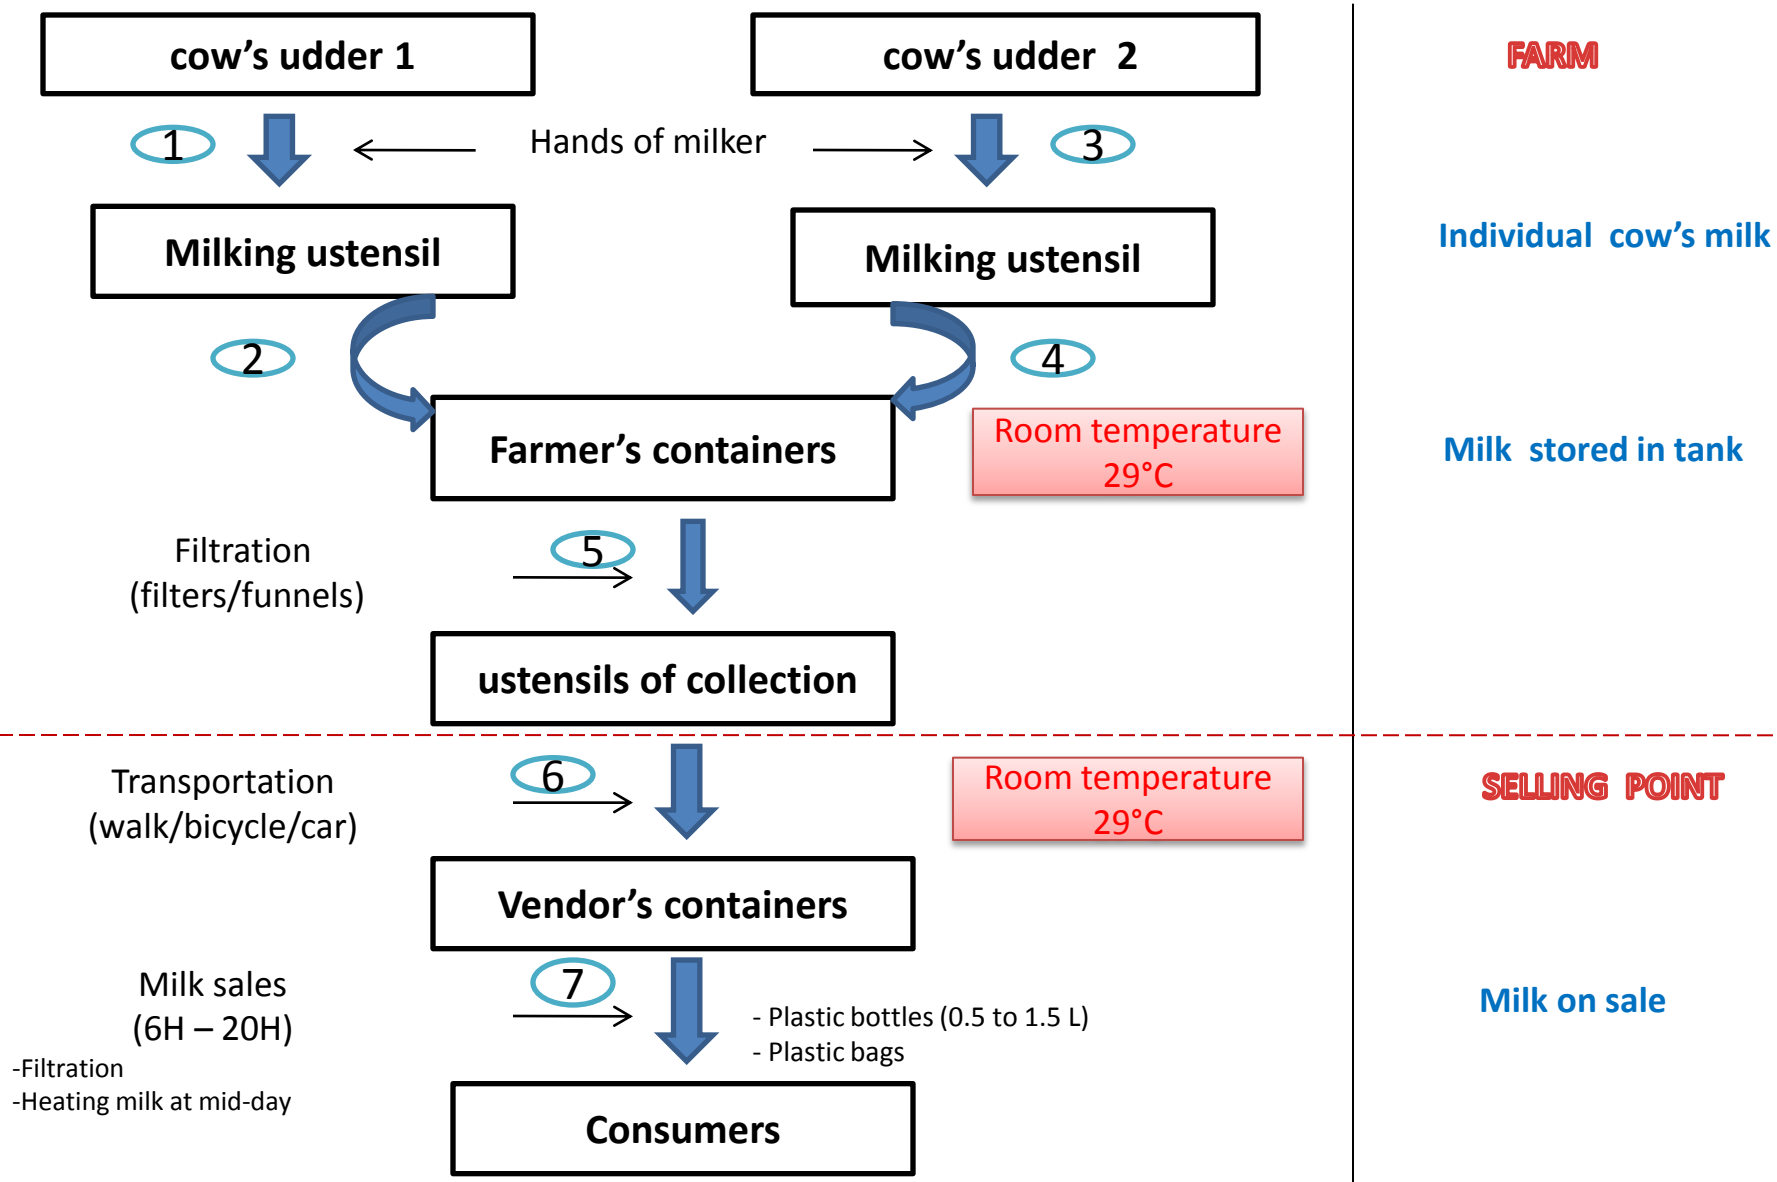 cow's udder 1
cow's udder  2
FARM
1
Hands of milker
3
Milking ustensil
Milking ustensil
Individual  cow's milk
2
4
Farmer's containers
Room temperature
29°C
Milk  stored in tank
Filtration
(filters/funnels)
5
ustensils of collection
Transportation
(walk/bicycle/car)
6
Room temperature
29°C
SELLING  POINT
Vendor's containers
Milk sales
(6H – 20H)
-Filtration
-Heating milk at mid-day
7
- Plastic bottles (0.5 to 1.5 L)
- Plastic bags
Milk on sale
Consumers